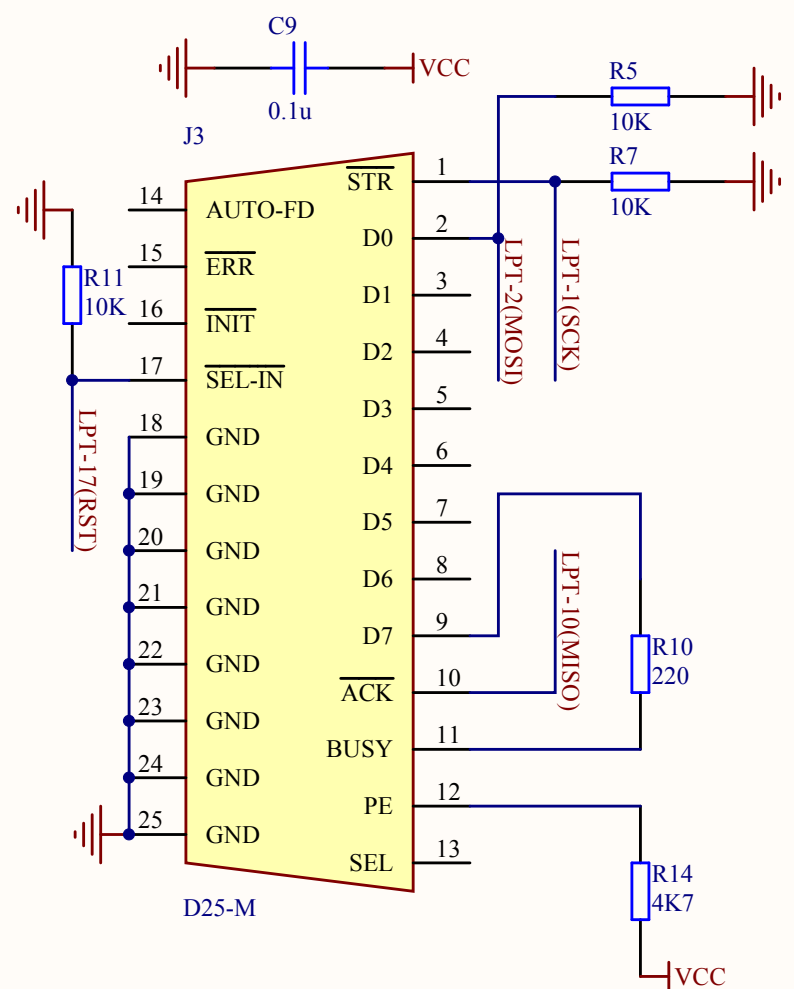 C9
VCC
0.1u
R5
10K
R7
10K
J3
14
AUTO-FD
15
ERR
16
INIT
17
SEL-IN
18
GND
19
GND
20
GND
21
GND
22
GND
23
GND
24
GND
25
GND
R11
10K
LPT-17(RST)
STR
1
D0
2
D1
3
D2
4
D3
5
D4
6
D5
7
D6
8
D7
9
ACK
10
BUSY
11
PE
12
SEL
13
LPT-2(MOSI)
LPT-1(SCK)
LPT-10(MISO)
R10
220
R14
4K7
VCC
D25-M